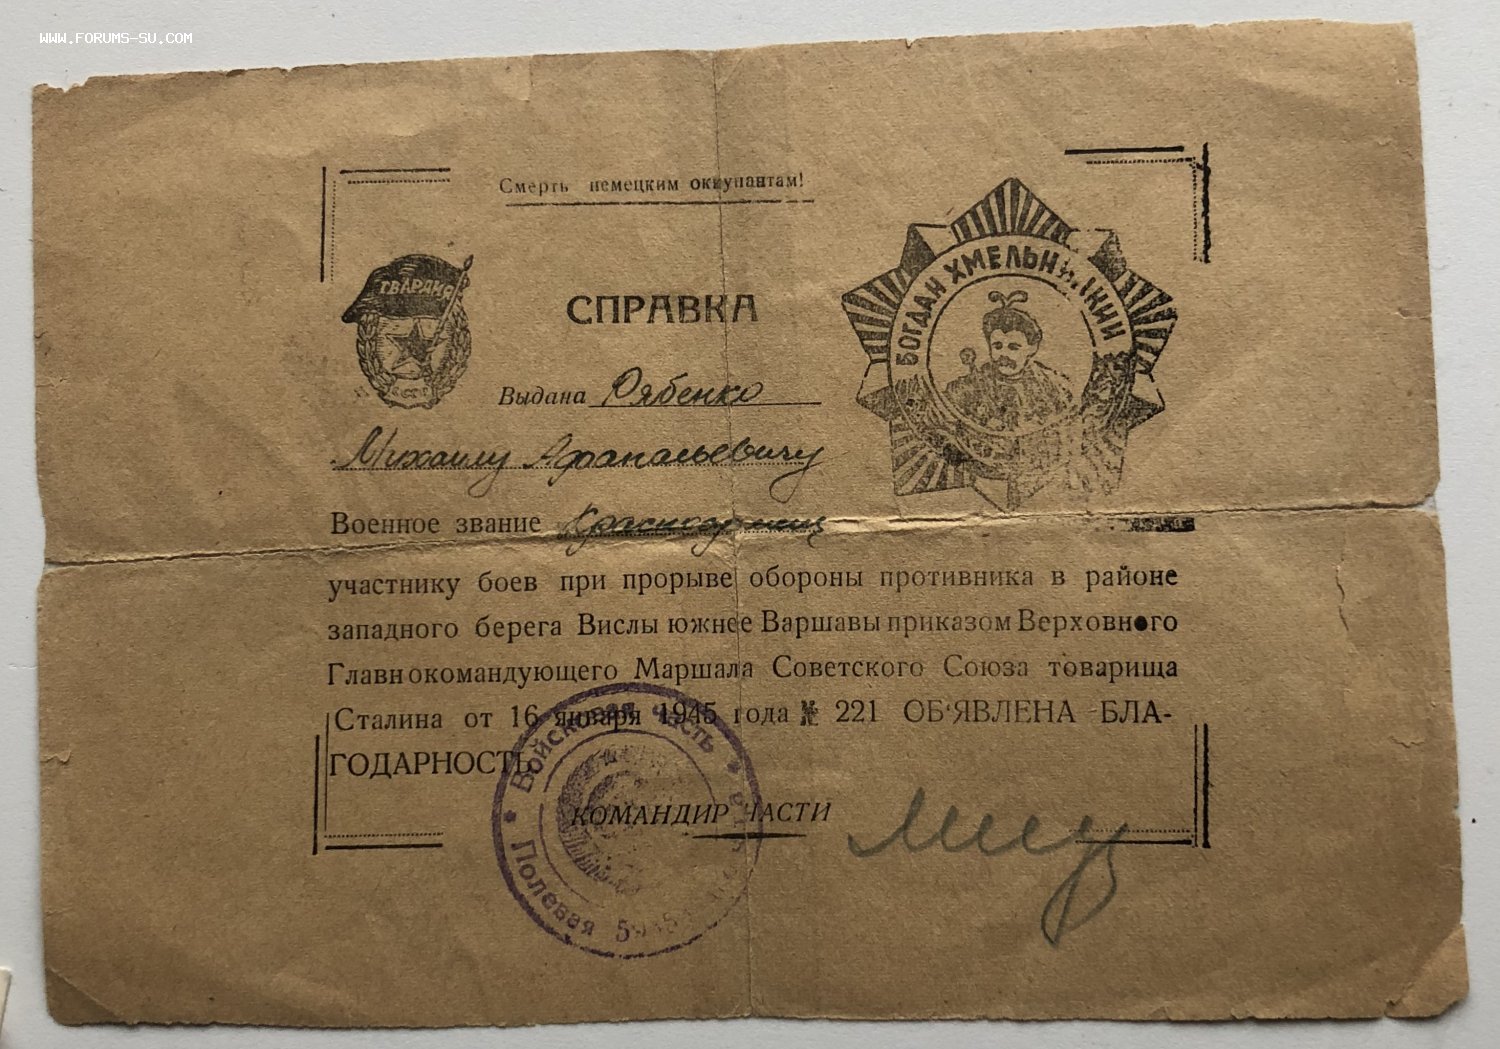 WWW.FORUMS-SU.COM
Смерть немецким оккупантам!
ГВАРДИЯ
СССР
БОГДАН ХМЕЛЬНИЦКИЙ
СПРАВКА
Выдана Рябенко
Михаилу Афанасьевичу
Военное звание Красноармеец
участнику боев при прорыве обороны противника в районе
западного берега Вислы южнее Варшавы приказом Верховного
Главнокомандующего Маршала Советского Союза товарища
Сталина от 16 января 1945 года № 221 ОБ'ЯВЛЕНА БЛА-
ГОДАРНОСТЬ
КОМАНДИР ЧАСТИ
Войсковая часть
Полевая